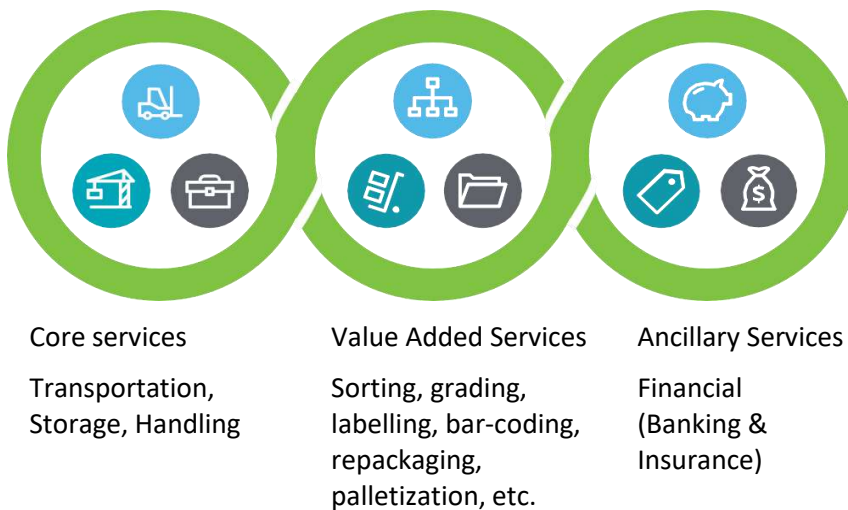 $
Core services
Transportation,
Storage, Handling
Value Added Services
Sorting, grading,
labelling, bar-coding,
repackaging,
palletization, etc.
Ancillary Services
Financial
(Banking &
Insurance)